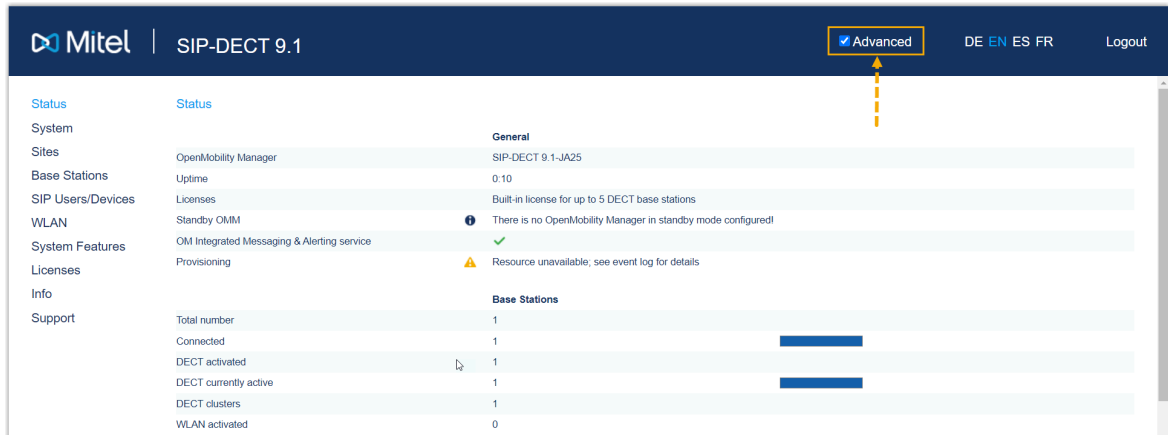 Mitel SIP-DECT 9.1 Advanced DE EN ES FR Logout
Status
System
Sites
Base Stations
SIP Users/Devices
WLAN
System Features
Licenses
Info
Support
Status
General
OpenMobility Manager SIP-DECT 9.1-JA25
Uptime 0:10
Licenses Built-in license for up to 5 DECT base stations
Standby OMM There is no OpenMobility Manager in standby mode configured!
OM Integrated Messaging & Alerting service
Provisioning Resource unavailable; see event log for details
Base Stations
Total number 1
Connected 1
DECT activated 1
DECT currently active 1
DECT clusters 1
WLAN activated 0